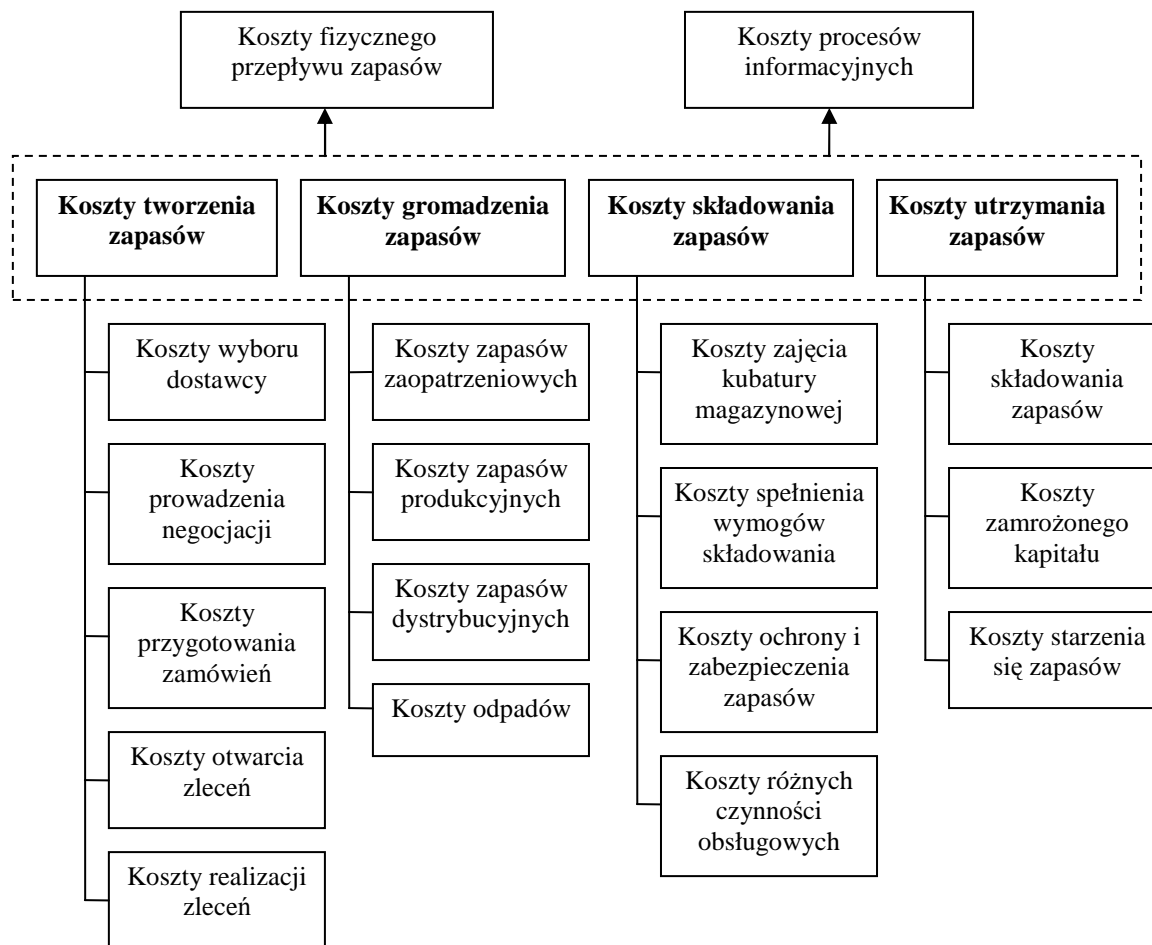 Koszty fizycznego
przepływu zapasów
Koszty procesów
informacyjnych
Koszty tworzenia
zapasów
Koszty gromadzenia
zapasów
Koszty składowania
zapasów
Koszty utrzymania
zapasów
Koszty wyboru
dostawcy
Koszty
prowadzenia
negocjacji
Koszty
przygotowania
zamówień
Koszty otwarcia
zleceń
Koszty realizacji
zleceń
Koszty zapasów
zaopatrzeniowych
Koszty zapasów
produkcyjnych
Koszty zapasów
dystrybucyjnych
Koszty odpadów
Koszty zajęcia
kubatury
magazynowej
Koszty spełnienia
wymogów
składowania
Koszty ochrony i
zabezpieczenia
zapasów
Koszty różnych
czynności
obsługowych
Koszty
składowania
zapasów
Koszty
zamrożonego
kapitału
Koszty starzenia
się zapasów